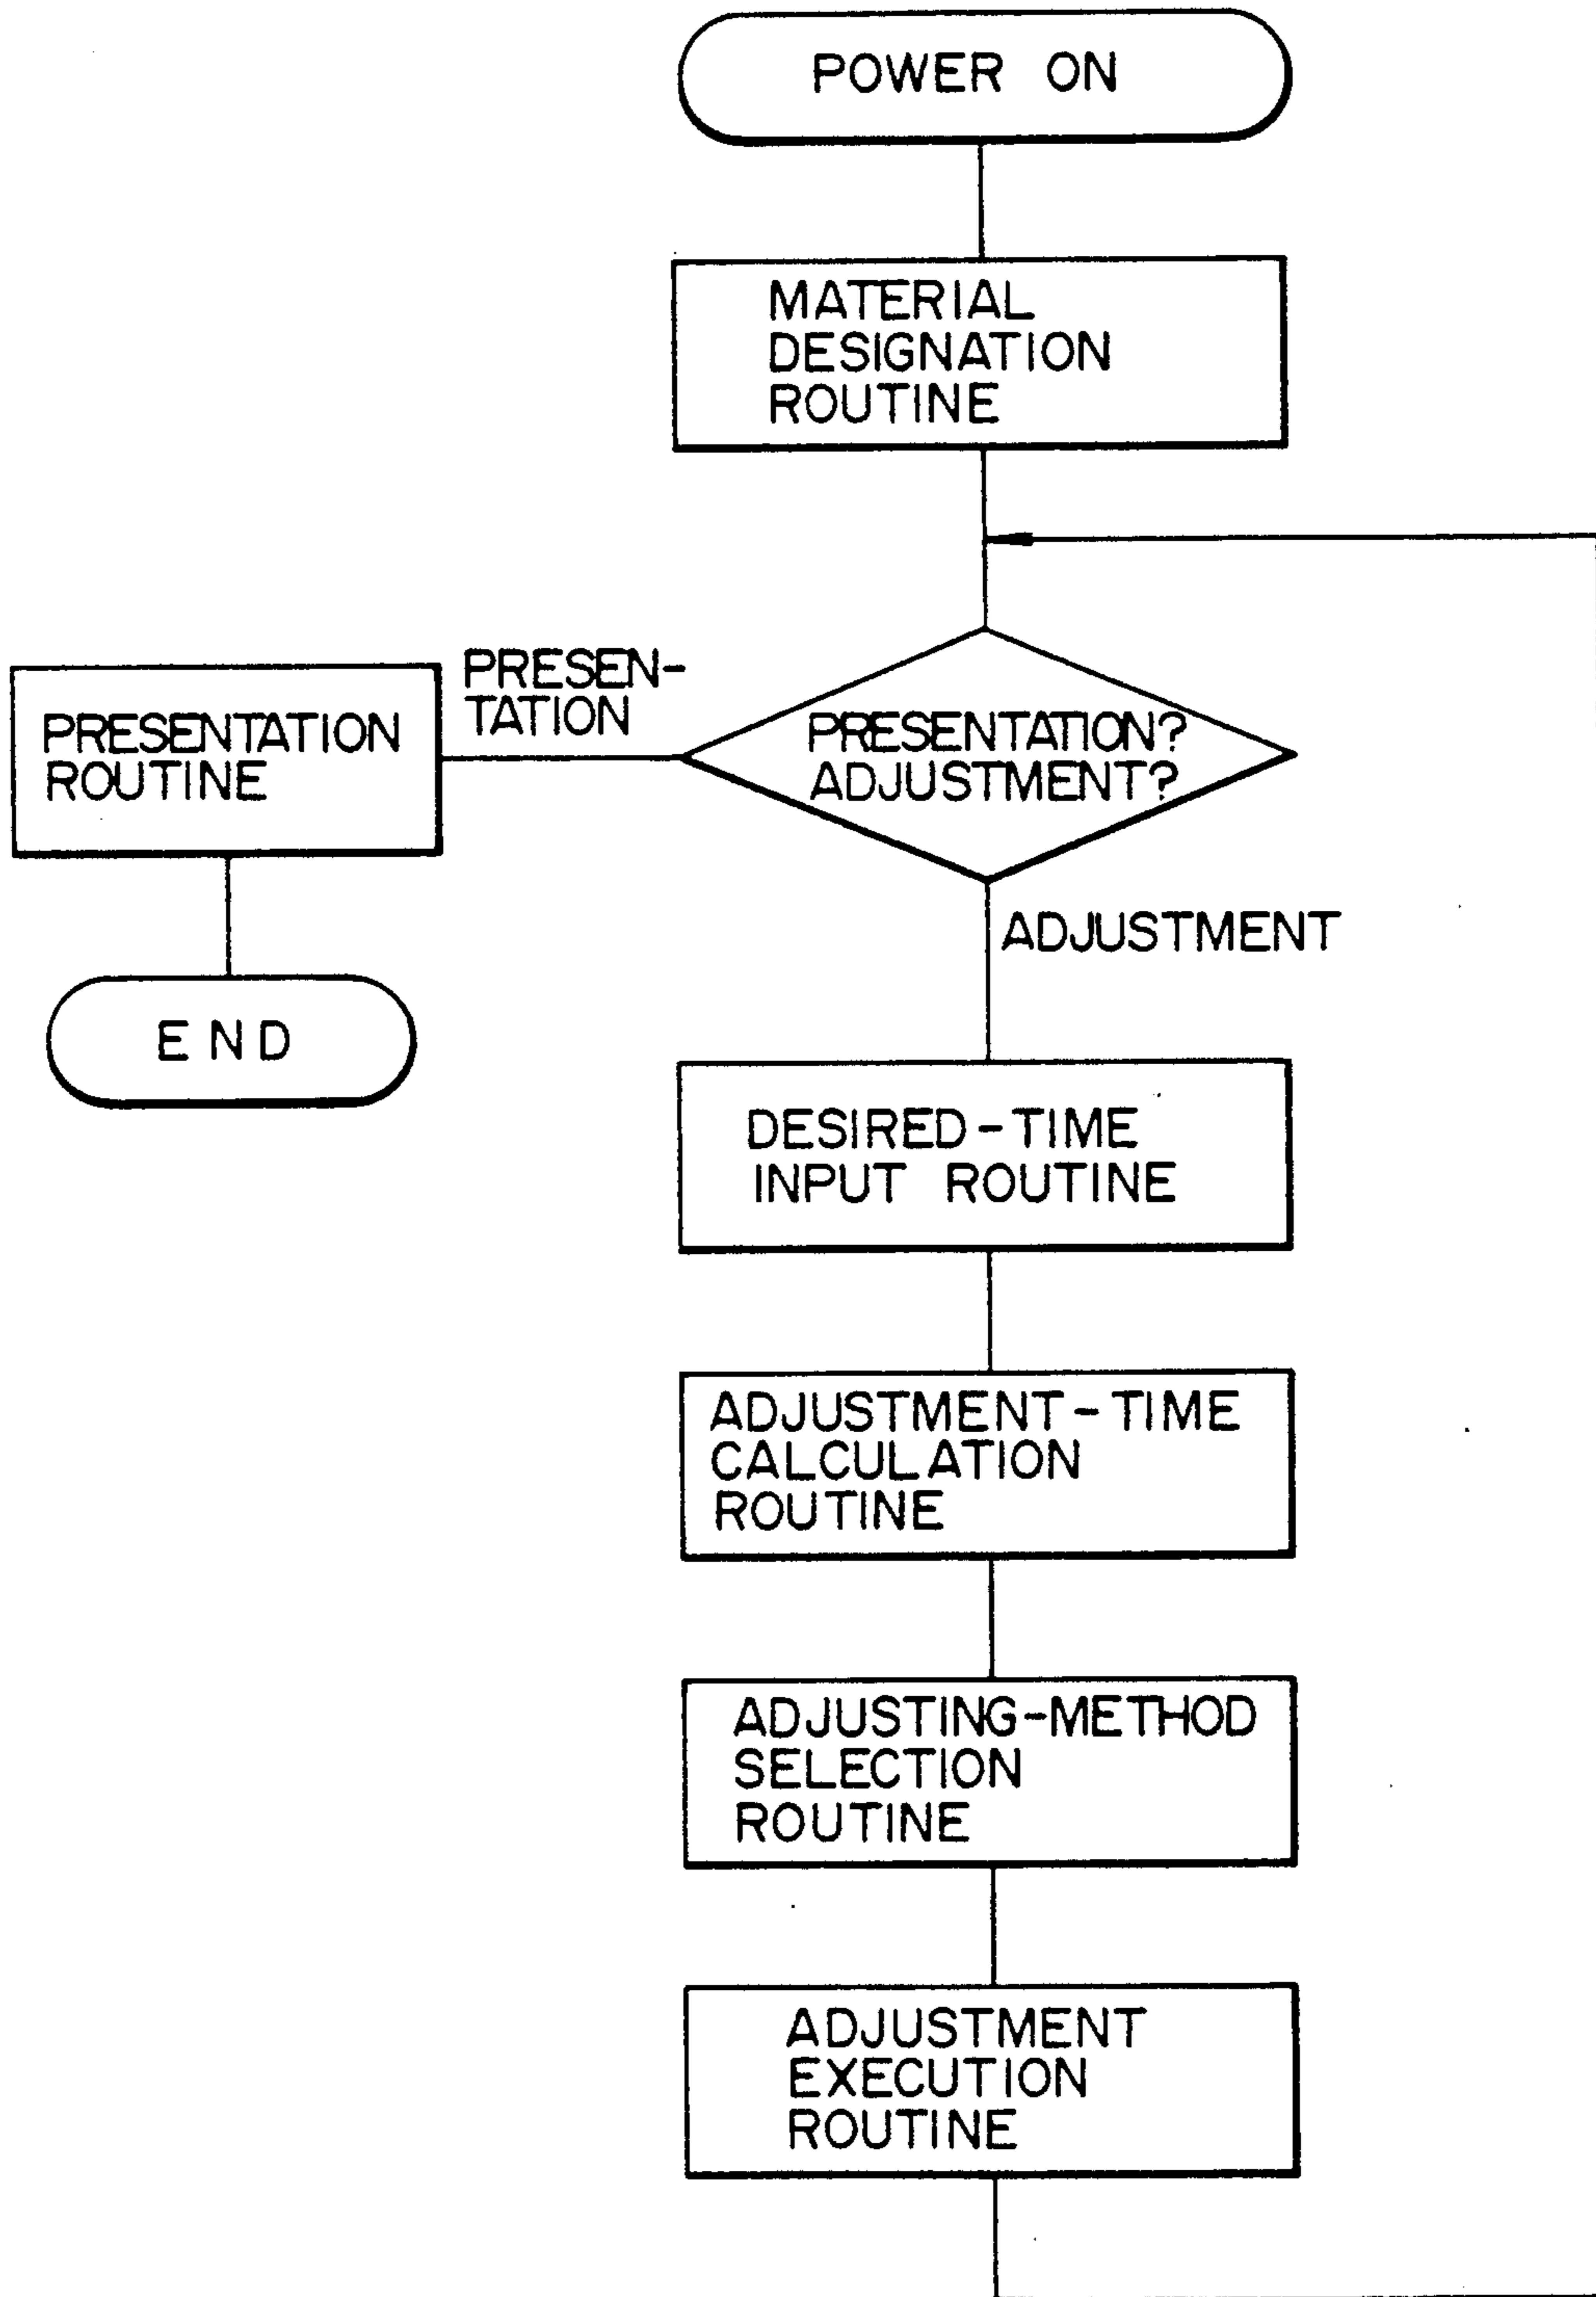 POWER ON
MATERIAL
DESIGNATION
ROUTINE
PRESEN-
TATION
PRESENTATION
ROUTINE
PRESENTATION?
ADJUSTMENT?
ADJUSTMENT
END
DESIRED-TIME
INPUT ROUTINE
ADJUSTMENT-TIME
CALCULATION
ROUTINE
ADJUSTING-METHOD
SELECTION
ROUTINE
ADJUSTMENT
EXECUTION
ROUTINE